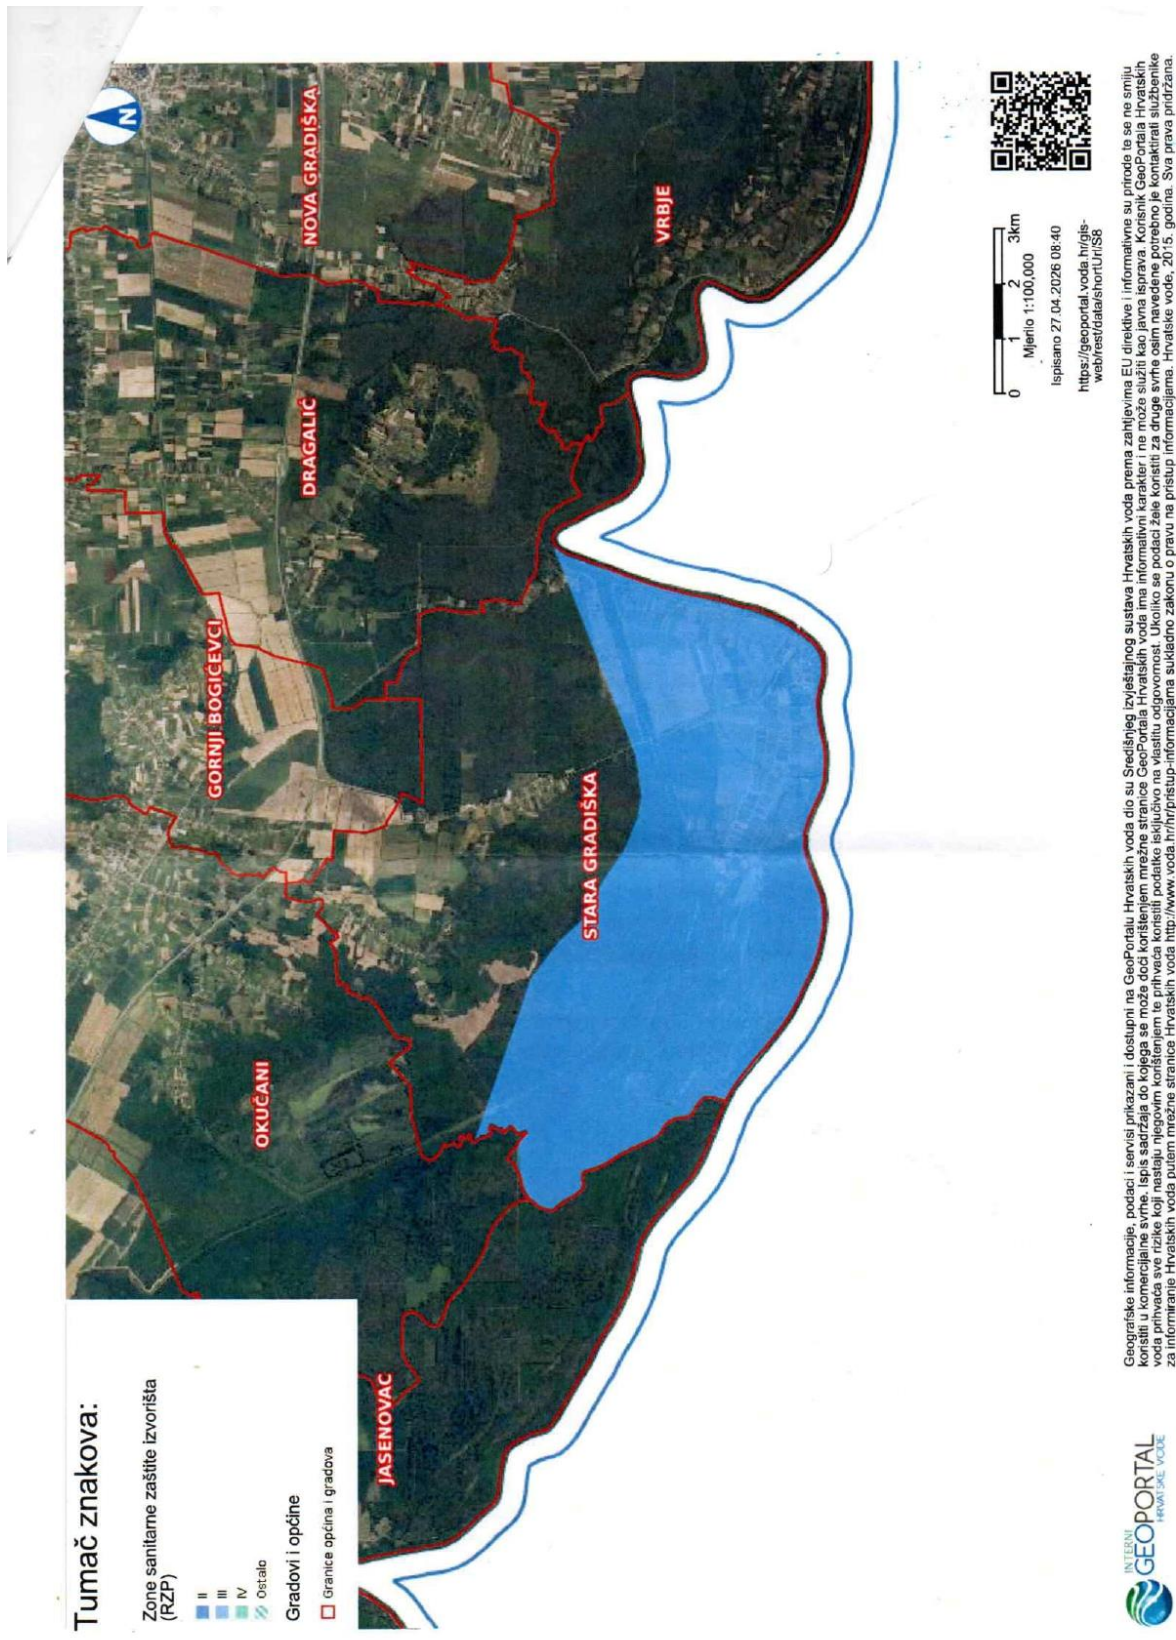 Tumač znakova:
Zone sanitarne zaštite izvorišta
(RZP)
II
III
IV
Ostalo
Gradovi i općine
Granice općina i gradova
N
NOVA GRADIŠKA
VRBJE
DRAGALIĆ
GORNJI BOGIĆEVCI
STARA GRADIŠKA
OKUČANI
JASENOVAC
0 1 2 3km
Mjerilo 1:100,000
Ispisano 27.04.2026 08:40
https://geoportal.voda.hr/gis-
web/rest/data/shortUrl/S8
INTERNI
GEOPORTAL
HRVATSKE VODE
Geografske informacije, podaci i servisi prikazani i dostupni na GeoPortalu Hrvatskih voda dio su Središnjeg izvještajnog sustava Hrvatskih voda prema zahtjevima EU direktive i informativne su prirode te se ne smiju
koristiti u komercijalne svrhe. Ispis sadržaja do kojega se može doći korištenjem mrežne stranice GeoPortala Hrvatskih voda ima informativni karakter i ne može služiti kao javna isprava. Korisnik GeoPortala Hrvatskih
voda prihvaća sve rizike koji nastaju njegovim korištenjem te prihvaća koristiti podatke isključivo na vlastitu odgovornost. Ukoliko se podaci žele koristiti za druge svrhe osim navedene potrebno je kontaktirati službenike
za informiranje Hrvatskih voda putem mrežne stranice Hrvatskih voda http://www.voda.hr/hr/pristup-informacijama sukladno zakonu o pravu na pristup informacijama. Hrvatske vode, 2015. godina. Sva prava pridržana.